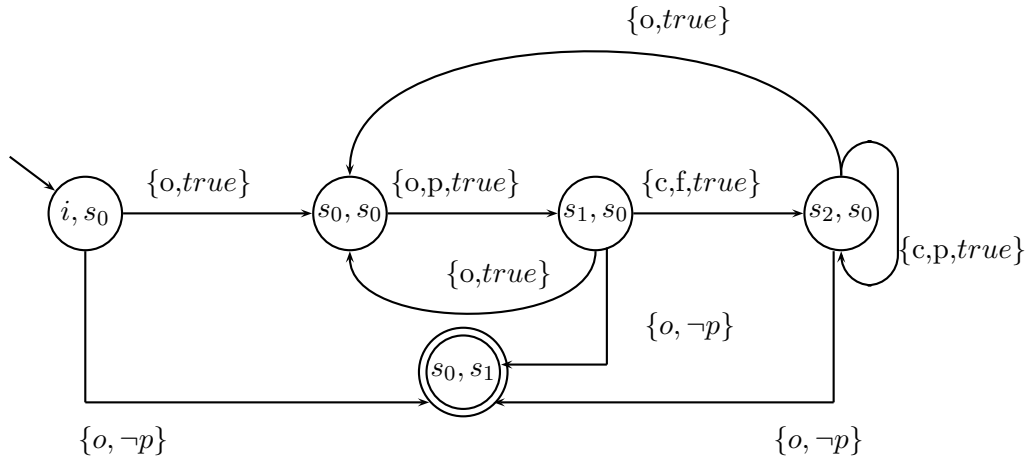 {o,true}
{o,true}
{o,p,true}
{c,f,true}
i, s₀
s₀, s₀
s₁, s₀
s₂, s₀
{c,p,true}
{o,true}
{o, ¬p}
s₀, s₁
{o, ¬p}
{o, ¬p}